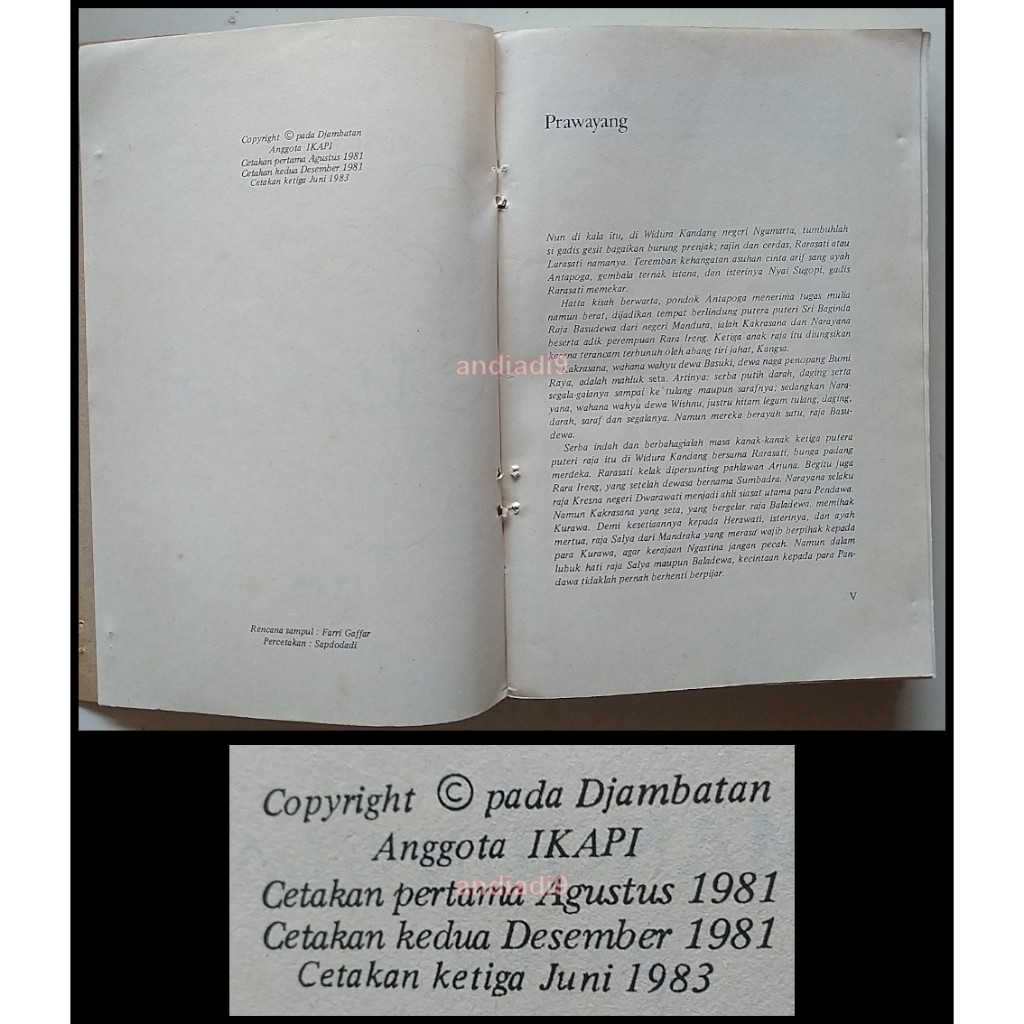 Copyright © pada Djambatan
Anggota IKAPI
Cetakan pertama Agustus 1981
Cetakan kedua Desember 1981
Cetakan ketiga Juni 1983
Rencana sampul : Farri Gaffar
Percetakan : Sapdodadi
Prawayang
Nun di kala itu, di Widura Kandang negeri Ngamarta, tumbuhlah
si gadis gesit bagaikan burung prenjak; rajin dan cerdas, Rarasati atau
Larasati namanya. Teremban kehangatan asuhan cinta arif sang ayah
Antapoga, gembala ternak istana, dan isterinya Nyai Sugopi, gadis
Rarasati memekar.
Hatta kisah berwarta, pondok Antapoga menerima tugas mulia
namun berat, dijadikan tempat berlindung putera puteri Sri Baginda
Raja Basudewa dari negeri Mandura, ialah Kakrasana dan Narayana
beserta adik perempuan Rara Ireng. Ketiga anak raja itu diungsikan
karena terancam terbunuh oleh abang tiri jahat, Kangsa.
Kakrasana, wahana wahyu dewa Basuki, dewa naga penopang Bumi
Raya, adalah mahluk seta. Artinya: serba putih darah, daging serta
segala-galanya sampai ke tulang maupun sarafnya; sedangkan Nara-
yana, wahana wahyu dewa Wishnu, justru hitam legam tulang, daging,
darah, saraf dan segalanya. Namun mereka berayah satu, raja Basu-
dewa.
Serba indah dan berbahagialah masa kanak-kanak ketiga putera
puteri raja itu di Widura Kandang bersama Rarasati, bunga padang
merdeka. Rarasati kelak dipersunting pahlawan Arjuna. Begitu juga
Rara Ireng, yang setelah dewasa bernama Sumbadra. Narayana selaku
raja Kresna negeri Dwarawati menjadi ahli siasat utama para Pendawa.
Namun Kakrasana yang seta, yang bergelar raja Baladewa, memihak
Kurawa. Demi kesetiaannya kepada Herawati, isterinya, dan ayah
mertua, raja Salya dari Mandraka yang merasa wajib berpihak kepada
para Kurawa, agar kerajaan Ngastina jangan pecah. Namun dalam
lubuk hati raja Salya maupun Baladewa, kecintaan kepada para Pan-
dawa tidaklah pernah berhenti berpijar.
V
andiadi9
Copyright © pada Djambatan
Anggota IKAPI
Cetakan pertama Agustus 1981
Cetakan kedua Desember 1981
Cetakan ketiga Juni 1983
andiadi9